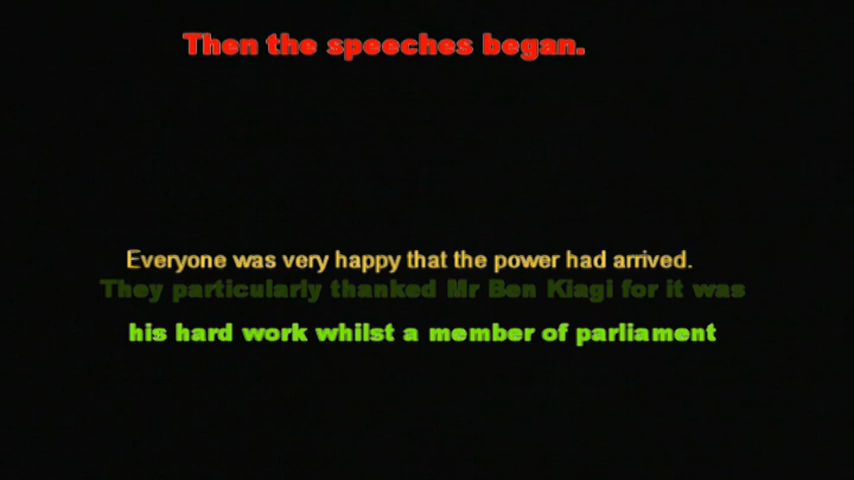 Then the speeches began.
Everyone was very happy that the power had arrived.
They particularly thanked Mr Ben Kiagi for it was
his hard work whilst a member of parliament